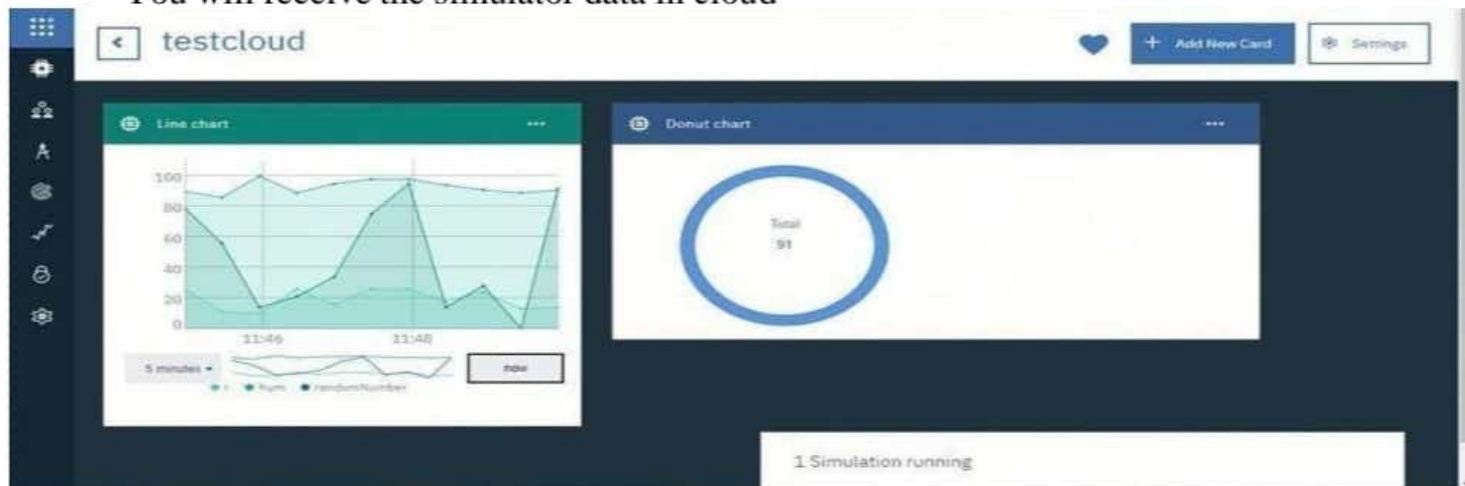 You will receive the simulator data in cloud
testcloud
+ Add New Card
Settings
Line chart
Donut chart
100
80
60
40
20
0
11:46 11:48
5 minutes
now
t hum randomNumber
Total
91
1 Simulation running